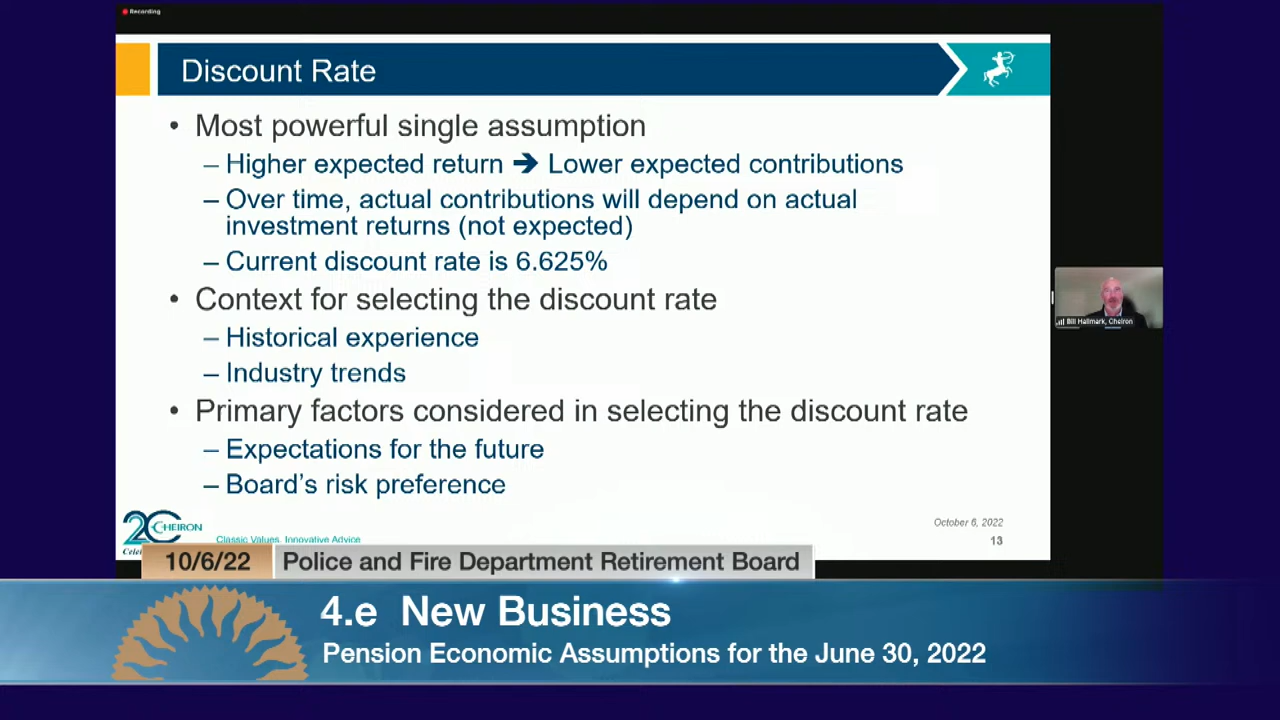 Recording
Discount Rate
• Most powerful single assumption
– Higher expected return ➔ Lower expected contributions
– Over time, actual contributions will depend on actual
investment returns (not expected)
– Current discount rate is 6.625%
• Context for selecting the discount rate
– Historical experience
– Industry trends
• Primary factors considered in selecting the discount rate
– Expectations for the future
– Board's risk preference
Bill Hallmark, Cheiron
October 6, 2022
20 CHEIRON
Classic Values, Innovative Advice
13
10/6/22 Police and Fire Department Retirement Board
4.e New Business
Pension Economic Assumptions for the June 30, 2022